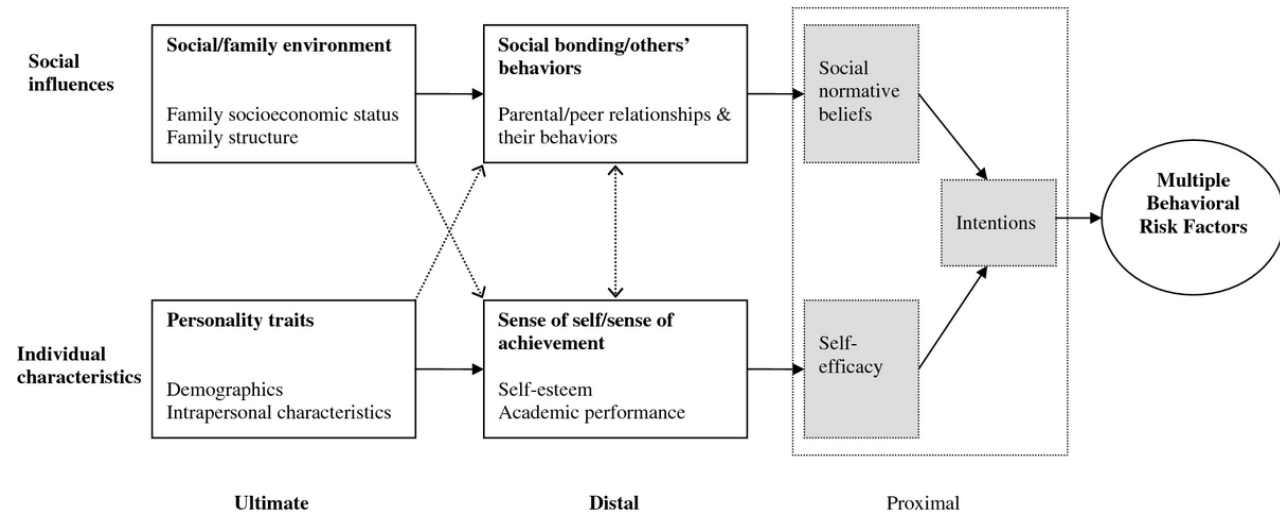 Social
influences
Social/family environment
Family socioeconomic status
Family structure
Social bonding/others’
behaviors
Parental/peer relationships &
their behaviors
Social
normative
beliefs
Intentions
Multiple
Behavioral
Risk Factors
Individual
characteristics
Personality traits
Demographics
Intrapersonal characteristics
Sense of self/sense of
achievement
Self-esteem
Academic performance
Self-
efficacy
Ultimate
Distal
Proximal